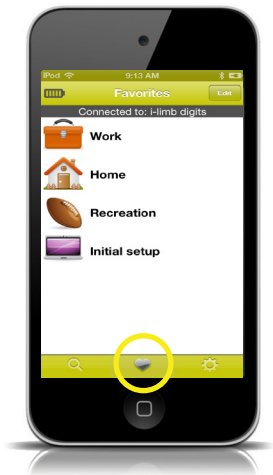 iPod 9:13 AM
Favorites Edit
Connected to: i-limb digits
Work
Home
Recreation
Initial setup